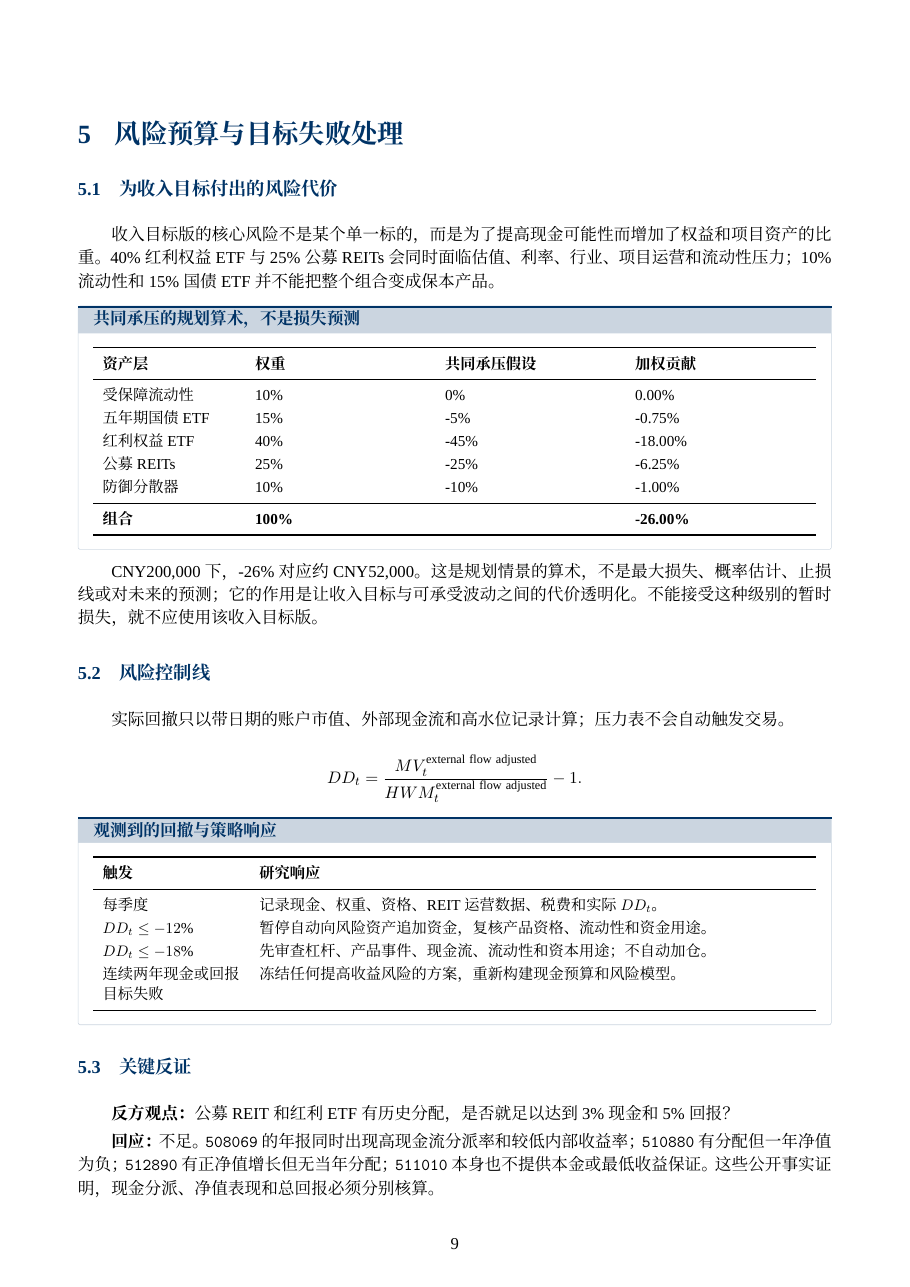 5 风险预算与目标失败处理
5.1 为收入目标付出的风险代价
收入目标版的核心风险不是某个单一标的，而是为了提高现金可能性而增加了权益和项目资产的比
重。40% 红利权益 ETF 与 25% 公募 REITs 会同时面临估值、利率、行业、项目运营和流动性压力；10%
流动性和 15% 国债 ETF 并不能把整个组合变成保本产品。
共同承压的规划算术，不是损失预测
资产层 权重 共同承压假设 加权贡献
受保障流动性 10% 0% 0.00%
五年期国债 ETF 15% -5% -0.75%
红利权益 ETF 40% -45% -18.00%
公募 REITs 25% -25% -6.25%
防御分散器 10% -10% -1.00%
组合 100% -26.00%
CNY200,000 下，-26% 对应约 CNY52,000。这是规划情景的算术，不是最大损失、概率估计、止损
线或对未来的预测；它的作用是让收入目标与可承受波动之间的代价透明化。不能接受这种级别的暂时
损失，就不应使用该收入目标版。
5.2 风险控制线
实际回撤只以带日期的账户市值、外部现金流和高水位记录计算；压力表不会自动触发交易。
DD_t = MV_t^{external flow adjusted} / HWM_t^{external flow adjusted} − 1.
观测到的回撤与策略响应
触发 研究响应
每季度 记录现金、权重、资格、REIT 运营数据、税费和实际 DD_t。
DD_t ≤ −12% 暂停自动向风险资产追加资金，复核产品资格、流动性和资金用途。
DD_t ≤ −18% 先审查杠杆、产品事件、现金流、流动性和资本用途；不自动加仓。
连续两年现金或回报 冻结任何提高收益风险的方案，重新构建现金预算和风险模型。
目标失败
5.3 关键反证
反方观点：公募 REIT 和红利 ETF 有历史分配，是否就足以达到 3% 现金和 5% 回报？
回应：不足。508069 的年报同时出现高现金流分派率和较低内部收益率；510880 有分配但一年净值
为负；512890 有正净值增长但无当年分配；511010 本身也不提供本金或最低收益保证。这些公开事实证
明，现金分派、净值表现和总回报必须分别核算。
9